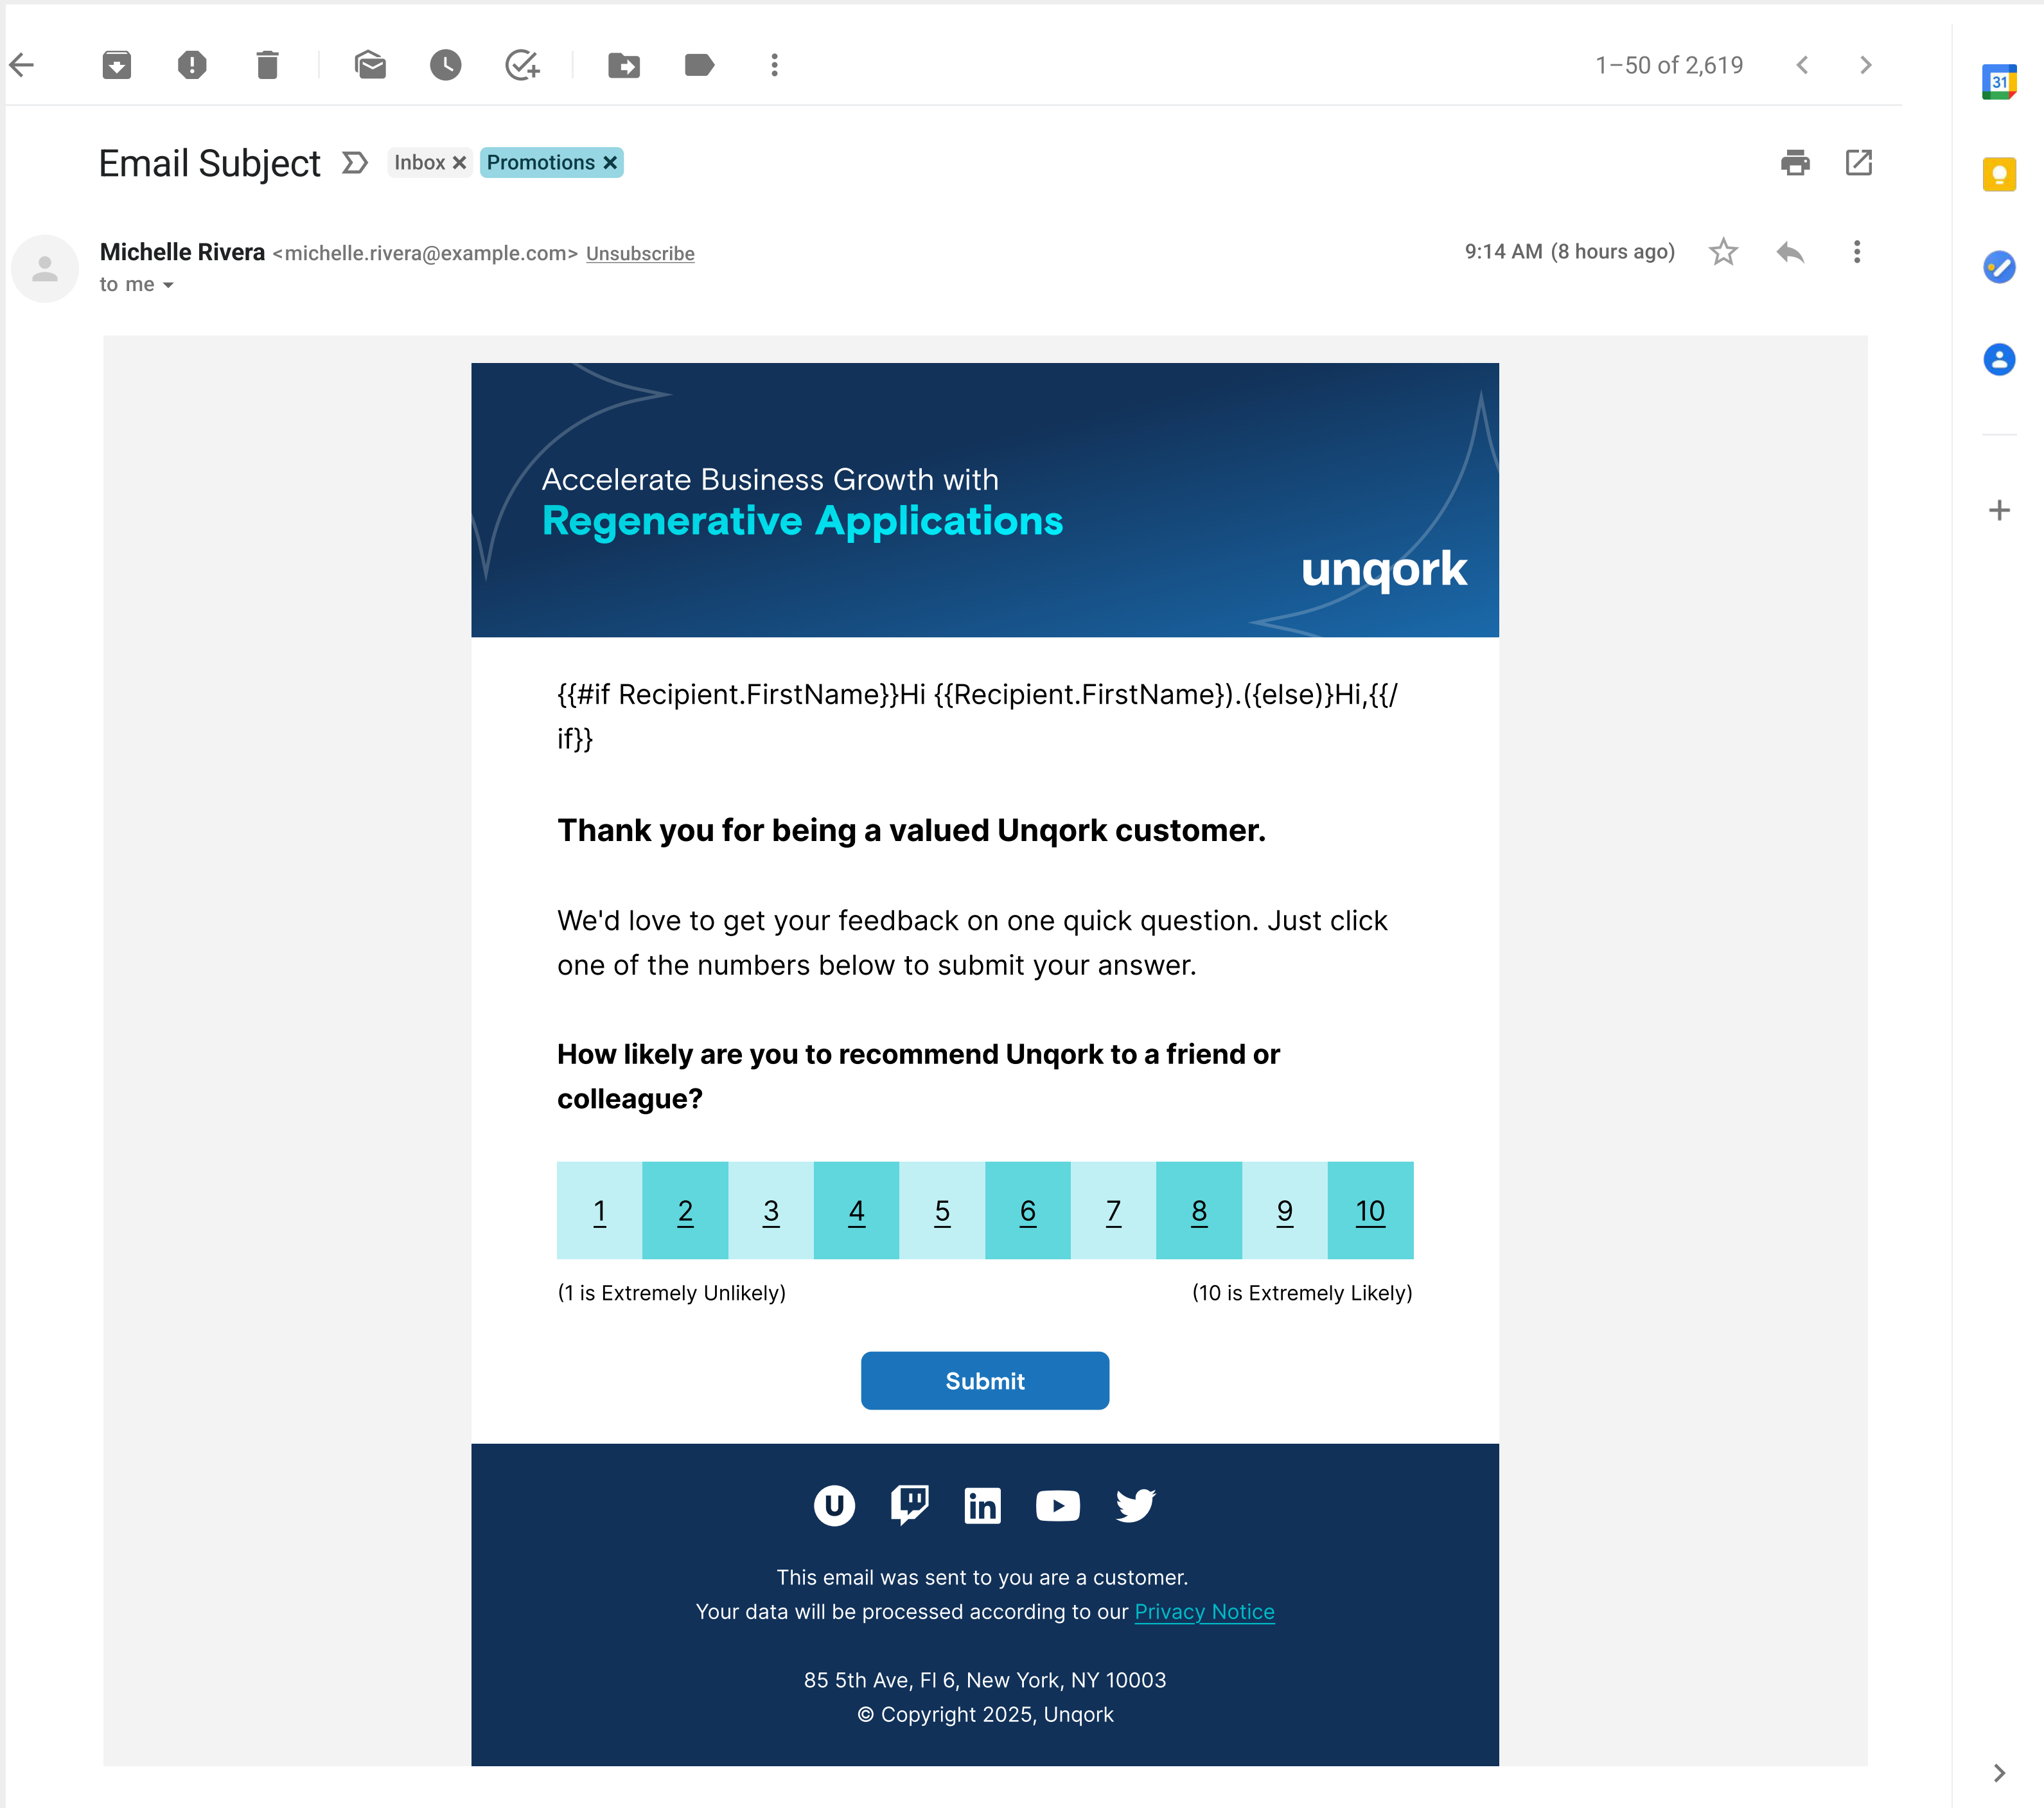 1–50 of 2,619
31
Email Subject Inbox Promotions
Michelle Rivera <michelle.rivera@example.com> Unsubscribe
9:14 AM (8 hours ago)
to me
Accelerate Business Growth with
Regenerative Applications
unqork
{{#if Recipient.FirstName}}Hi {{Recipient.FirstName}).({else)}Hi,{{/
if}}
Thank you for being a valued Unqork customer.
We'd love to get your feedback on one quick question. Just click
one of the numbers below to submit your answer.
How likely are you to recommend Unqork to a friend or
colleague?
1 2 3 4 5 6 7 8 9 10
(1 is Extremely Unlikely) (10 is Extremely Likely)
Submit
U in
This email was sent to you are a customer.
Your data will be processed according to our Privacy Notice
85 5th Ave, Fl 6, New York, NY 10003
© Copyright 2025, Unqork